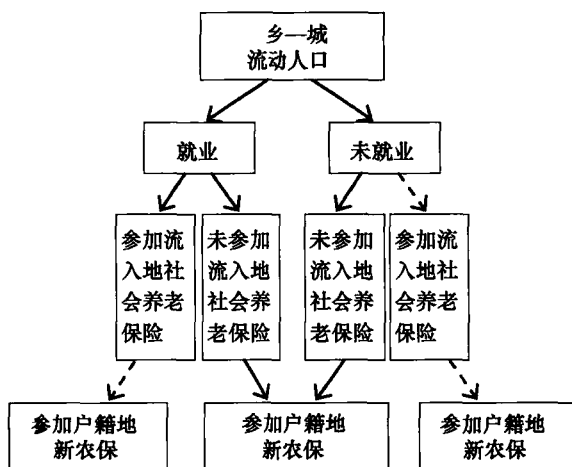 乡—城
流动人口
就业
未就业
参加流
入地社
会养老
保险
未参加
流入地
社会养
老保险
未参加
流入地
社会养
老保险
参加流
入地社
会养老
保险
参加户籍地
新农保
参加户籍地
新农保
参加户籍地
新农保